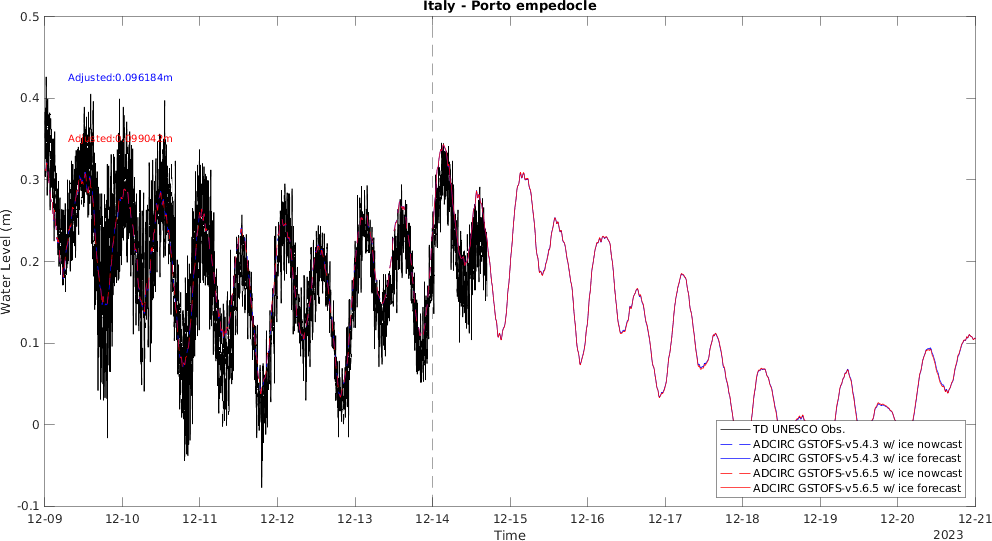 Italy - Porto empedocle
0.5
0.4
0.3
0.2
0.1
0
-0.1
Water Level (m)
Adjusted:0.096184m
Adjusted:0.099042m
TD UNESCO Obs.
ADCIRC GSTOFS-v5.4.3 w/ ice nowcast
ADCIRC GSTOFS-v5.4.3 w/ ice forecast
ADCIRC GSTOFS-v5.6.5 w/ ice nowcast
ADCIRC GSTOFS-v5.6.5 w/ ice forecast
12-09 12-10 12-11 12-12 12-13 12-14 12-15 12-16 12-17 12-18 12-19 12-20 12-21
Time
2023